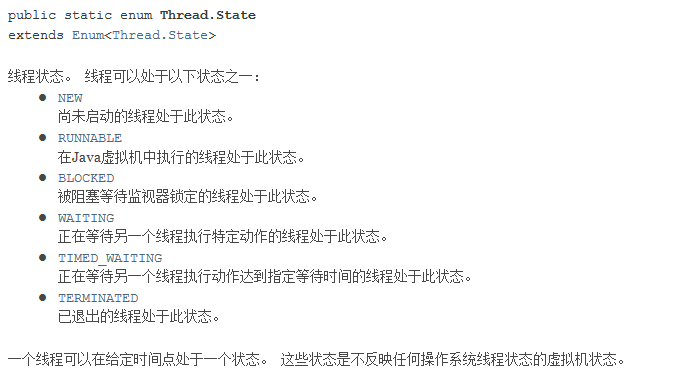 public static enum Thread.State
extends Enum<Thread.State>
线程状态。 线程可以处于以下状态之一:
● NEW
尚未启动的线程处于此状态。
● RUNNABLE
在Java虚拟机中执行的线程处于此状态。
● BLOCKED
被阻塞等待监视器锁定的线程处于此状态。
● WAITING
正在等待另一个线程执行特定动作的线程处于此状态。
● TIMED_WAITING
正在等待另一个线程执行动作达到指定等待时间的线程处于此状态。
● TERMINATED
已退出的线程处于此状态。
一个线程可以在给定时间点处于一个状态。 这些状态是不反映任何操作系统线程状态的虚拟机状态。